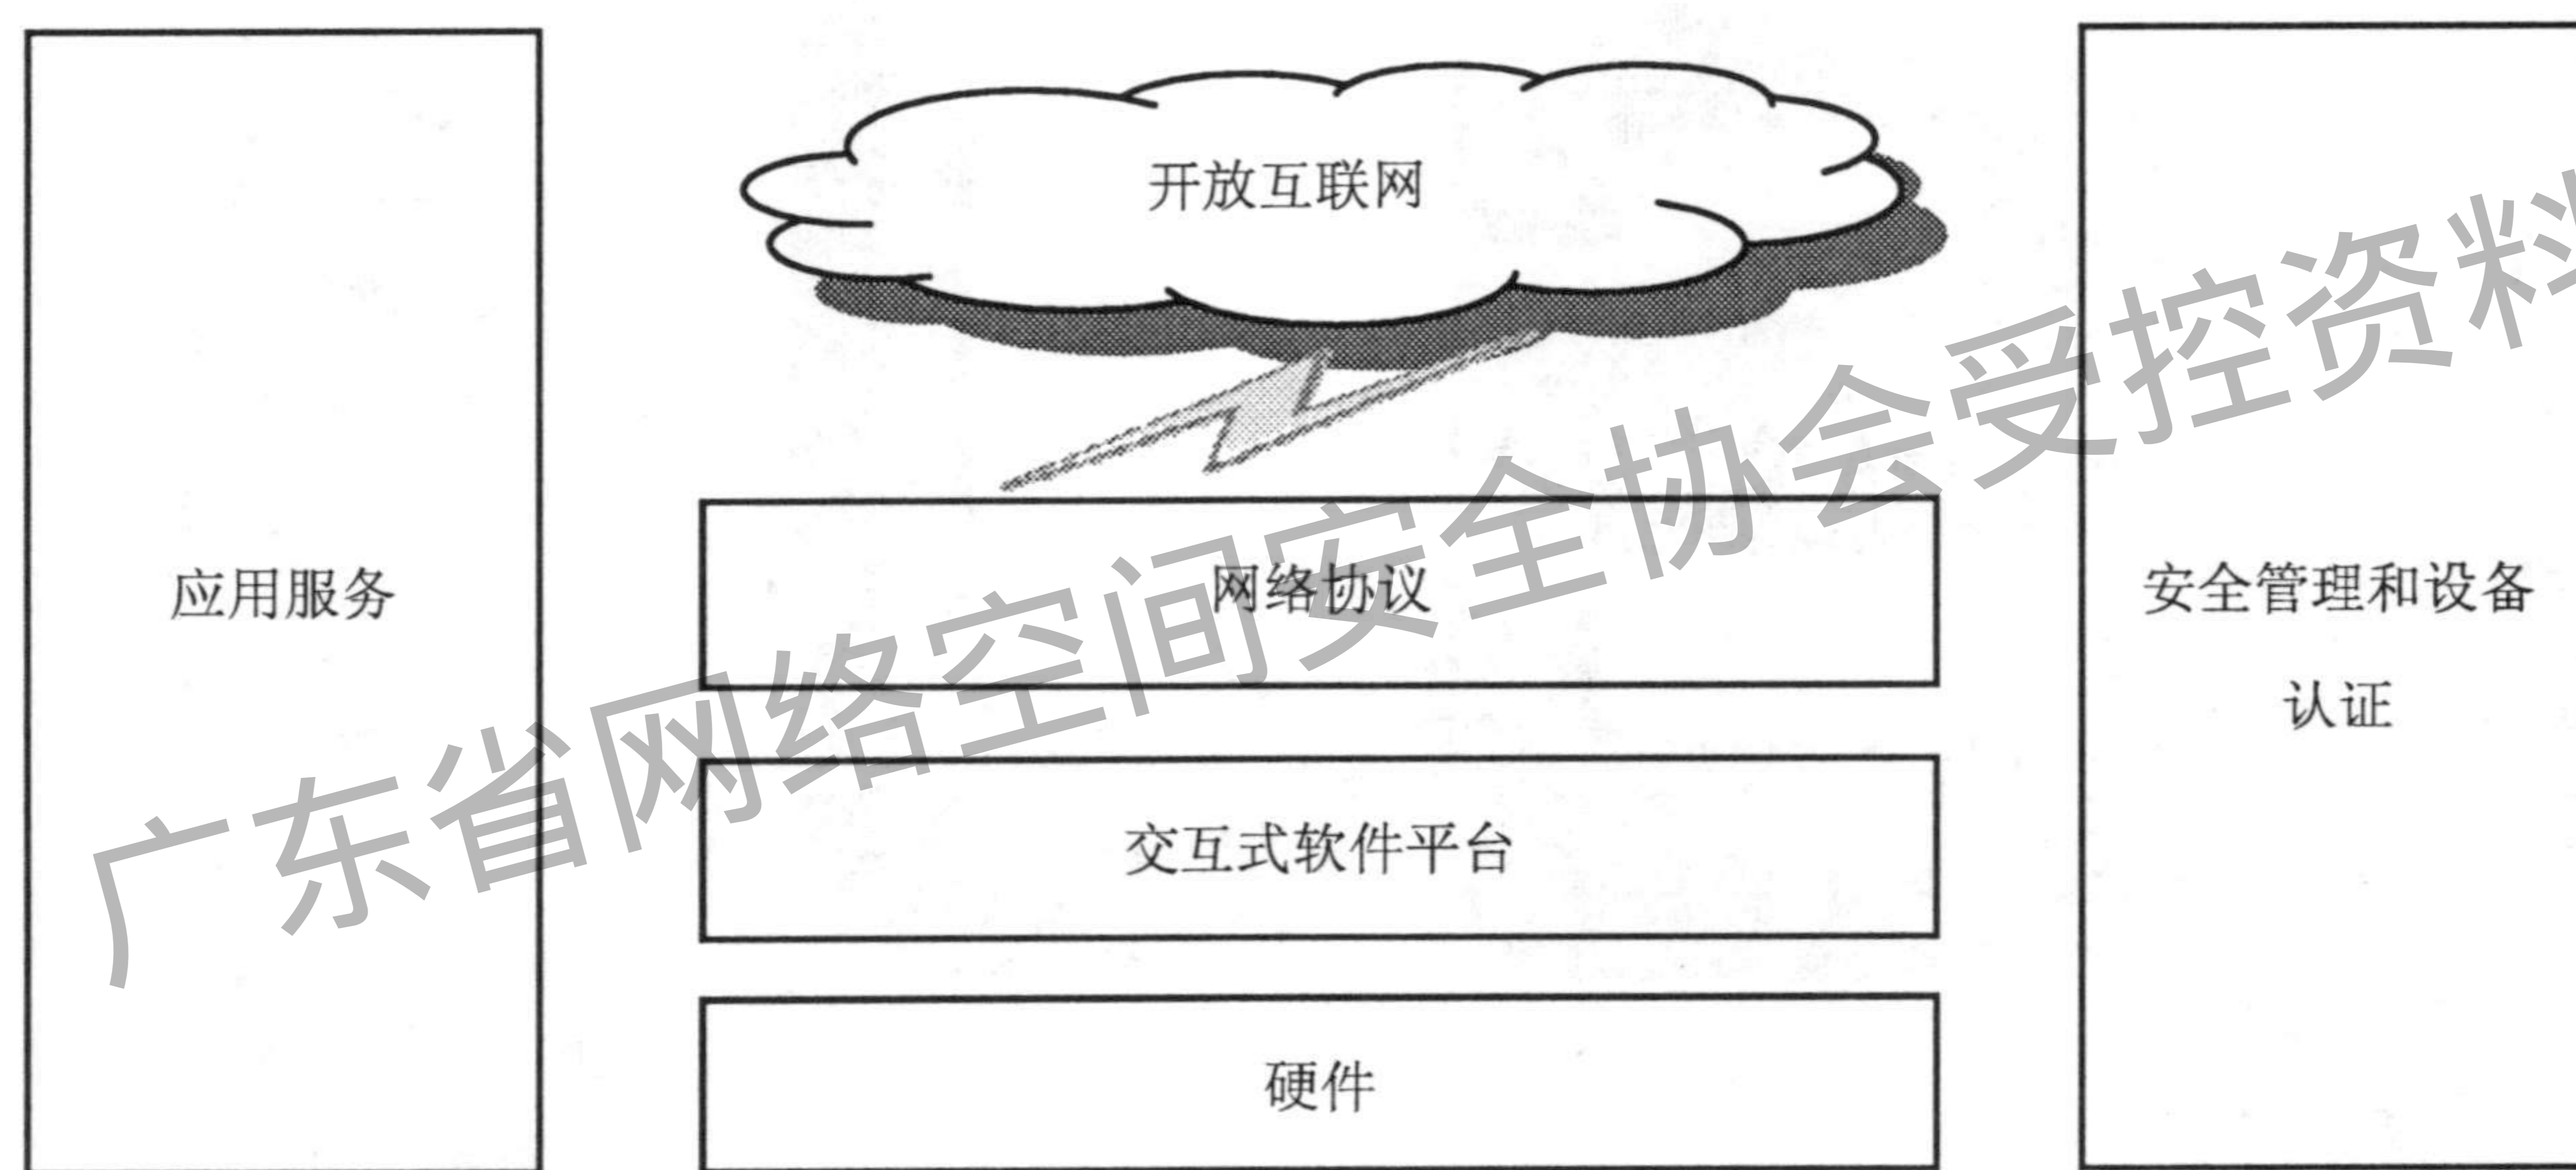 开放互联网
应用服务
网络协议
安全管理和设备
认证
交互式软件平台
硬件
广东省网络空间安全协会受控资料